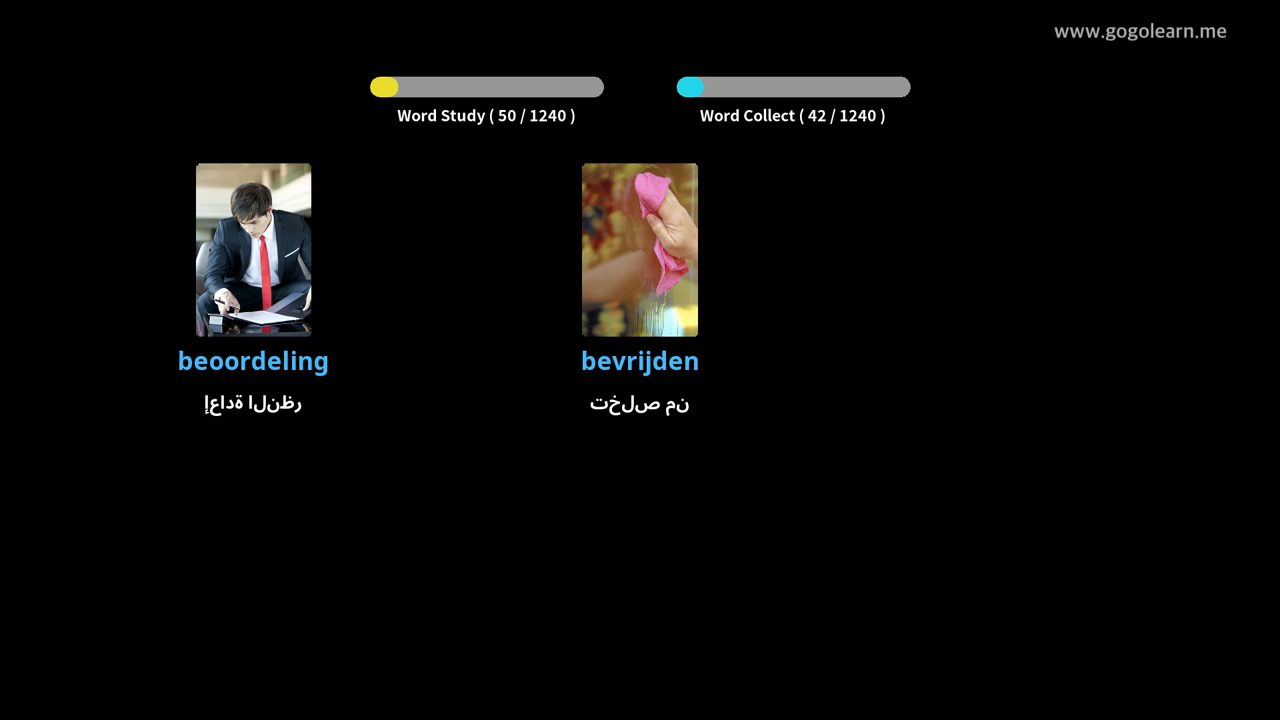 www.gogolearn.me
Word Study ( 50 / 1240 )
Word Collect ( 42 / 1240 )
beoordeling
إعادة النظر
bevrijden
تخلص من